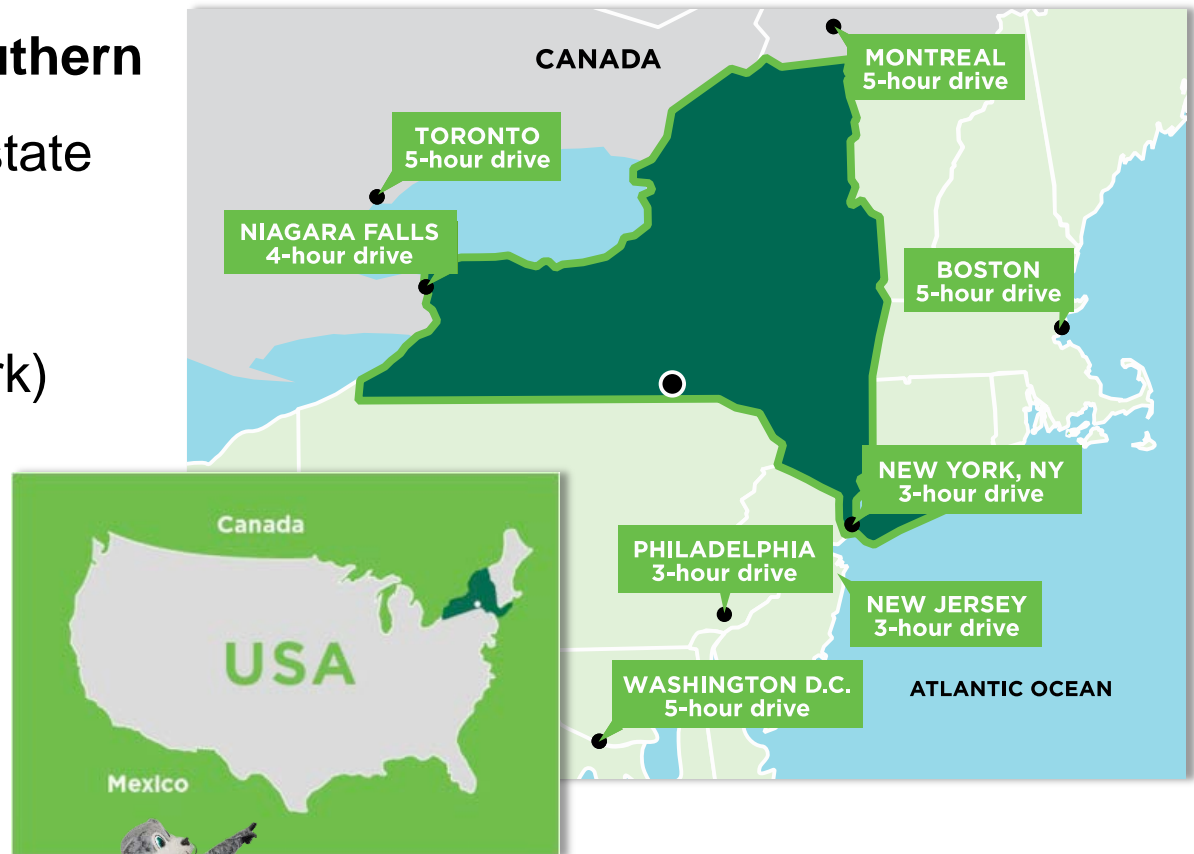 uthern
state
rk)
CANADA
MONTREAL
5-hour drive
TORONTO
5-hour drive
NIAGARA FALLS
4-hour drive
BOSTON
5-hour drive
NEW YORK, NY
3-hour drive
PHILADELPHIA
3-hour drive
NEW JERSEY
3-hour drive
WASHINGTON D.C.
5-hour drive
ATLANTIC OCEAN
Canada
USA
Mexico